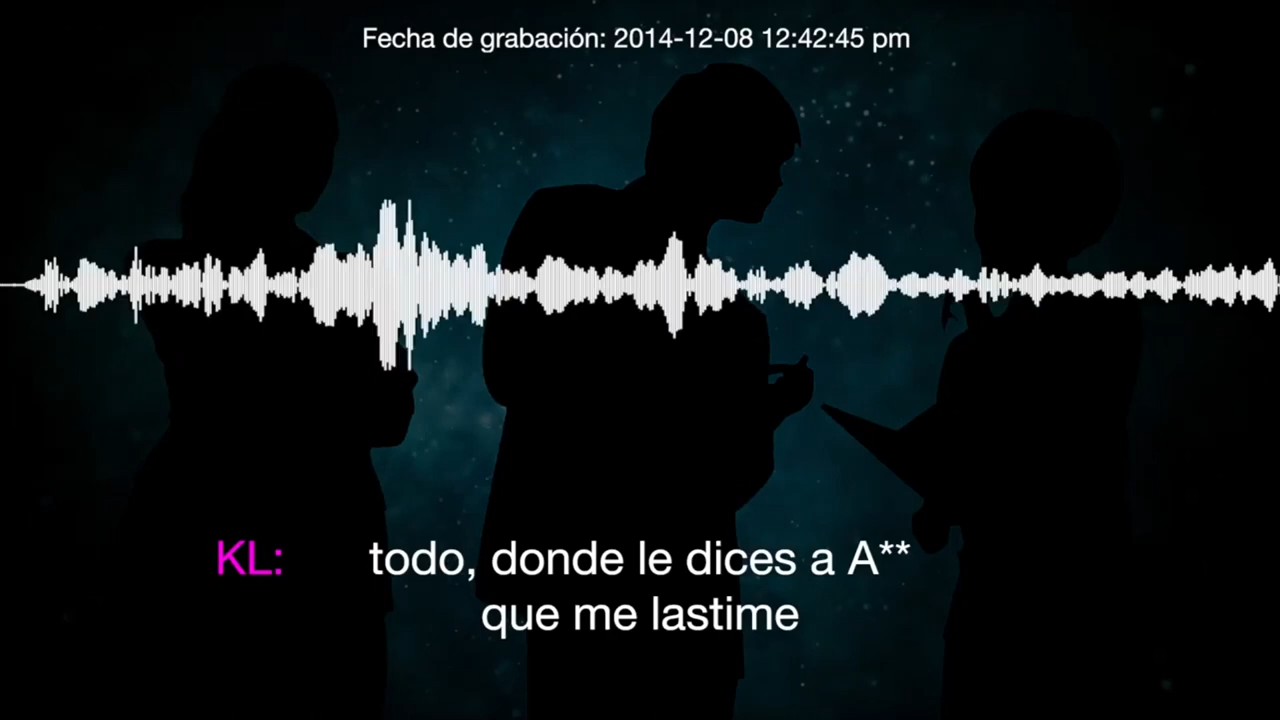 Fecha de grabación: 2014-12-08 12:42:45 pm
KL: todo, donde le dices a A**
que me lastime